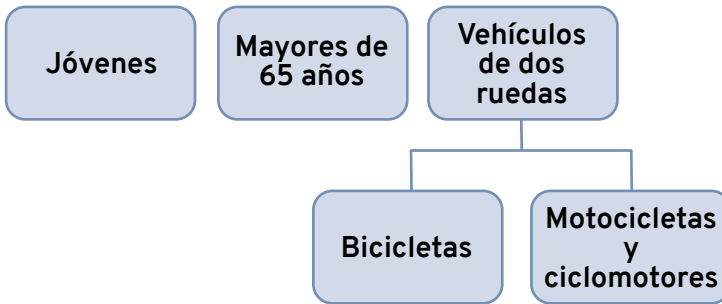 Jóvenes
Mayores de
65 años
Vehículos
de dos
ruedas
Bicicletas
Motocicletas
y
ciclomotores